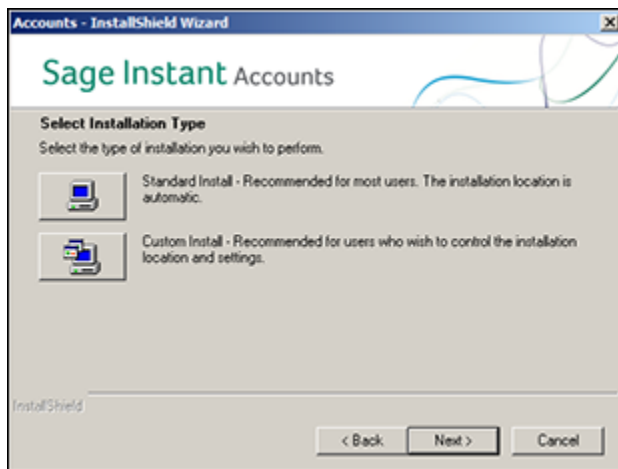 Accounts - InstallShield Wizard
Sage Instant Accounts
Select Installation Type
Select the type of installation you wish to perform.
Standard Install - Recommended for most users. The installation location is
automatic.
Custom Install - Recommended for users who wish to control the installation
location and settings.
InstallShield
< Back
Next >
Cancel